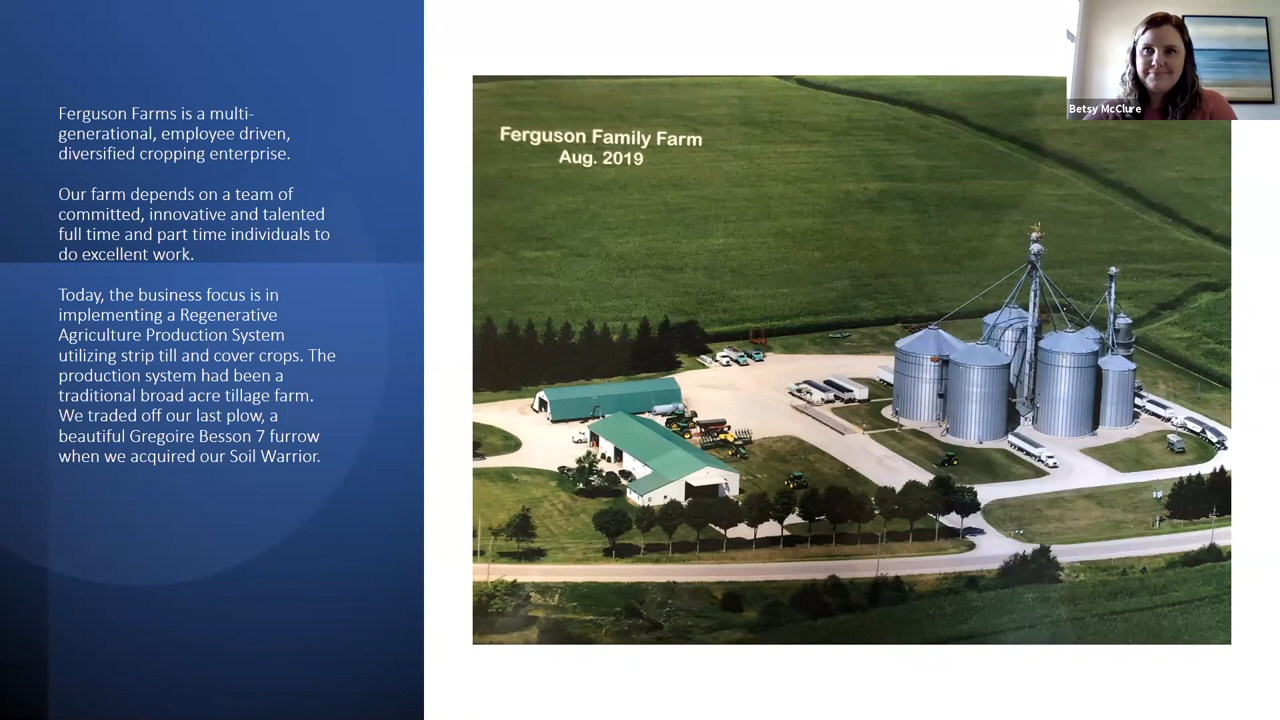 Ferguson Farms is a multi-
generational, employee driven,
diversified cropping enterprise.
Our farm depends on a team of
committed, innovative and talented
full time and part time individuals to
do excellent work.
Today, the business focus is in
implementing a Regenerative
Agriculture Production System
utilizing strip till and cover crops. The
production system had been a
traditional broad acre tillage farm.
We traded off our last plow, a
beautiful Gregoire Besson 7 furrow
when we acquired our Soil Warrior.
Ferguson Family Farm
Aug. 2019
Betsy McClure